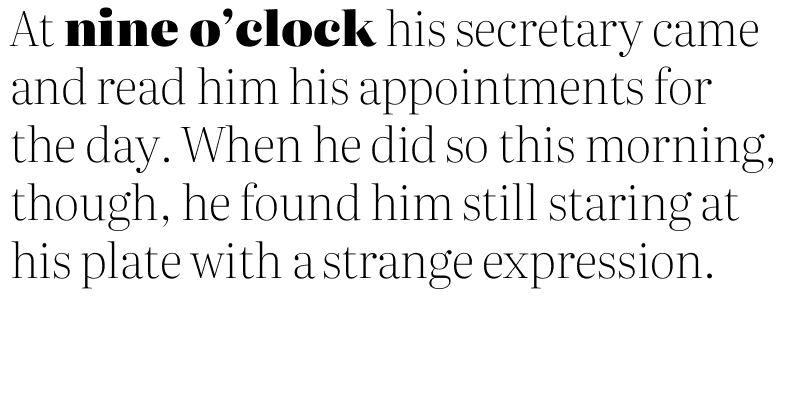 At nine o’clock his secretary came
and read him his appointments for
the day. When he did so this morning,
though, he found him still staring at
his plate with a strange expression.